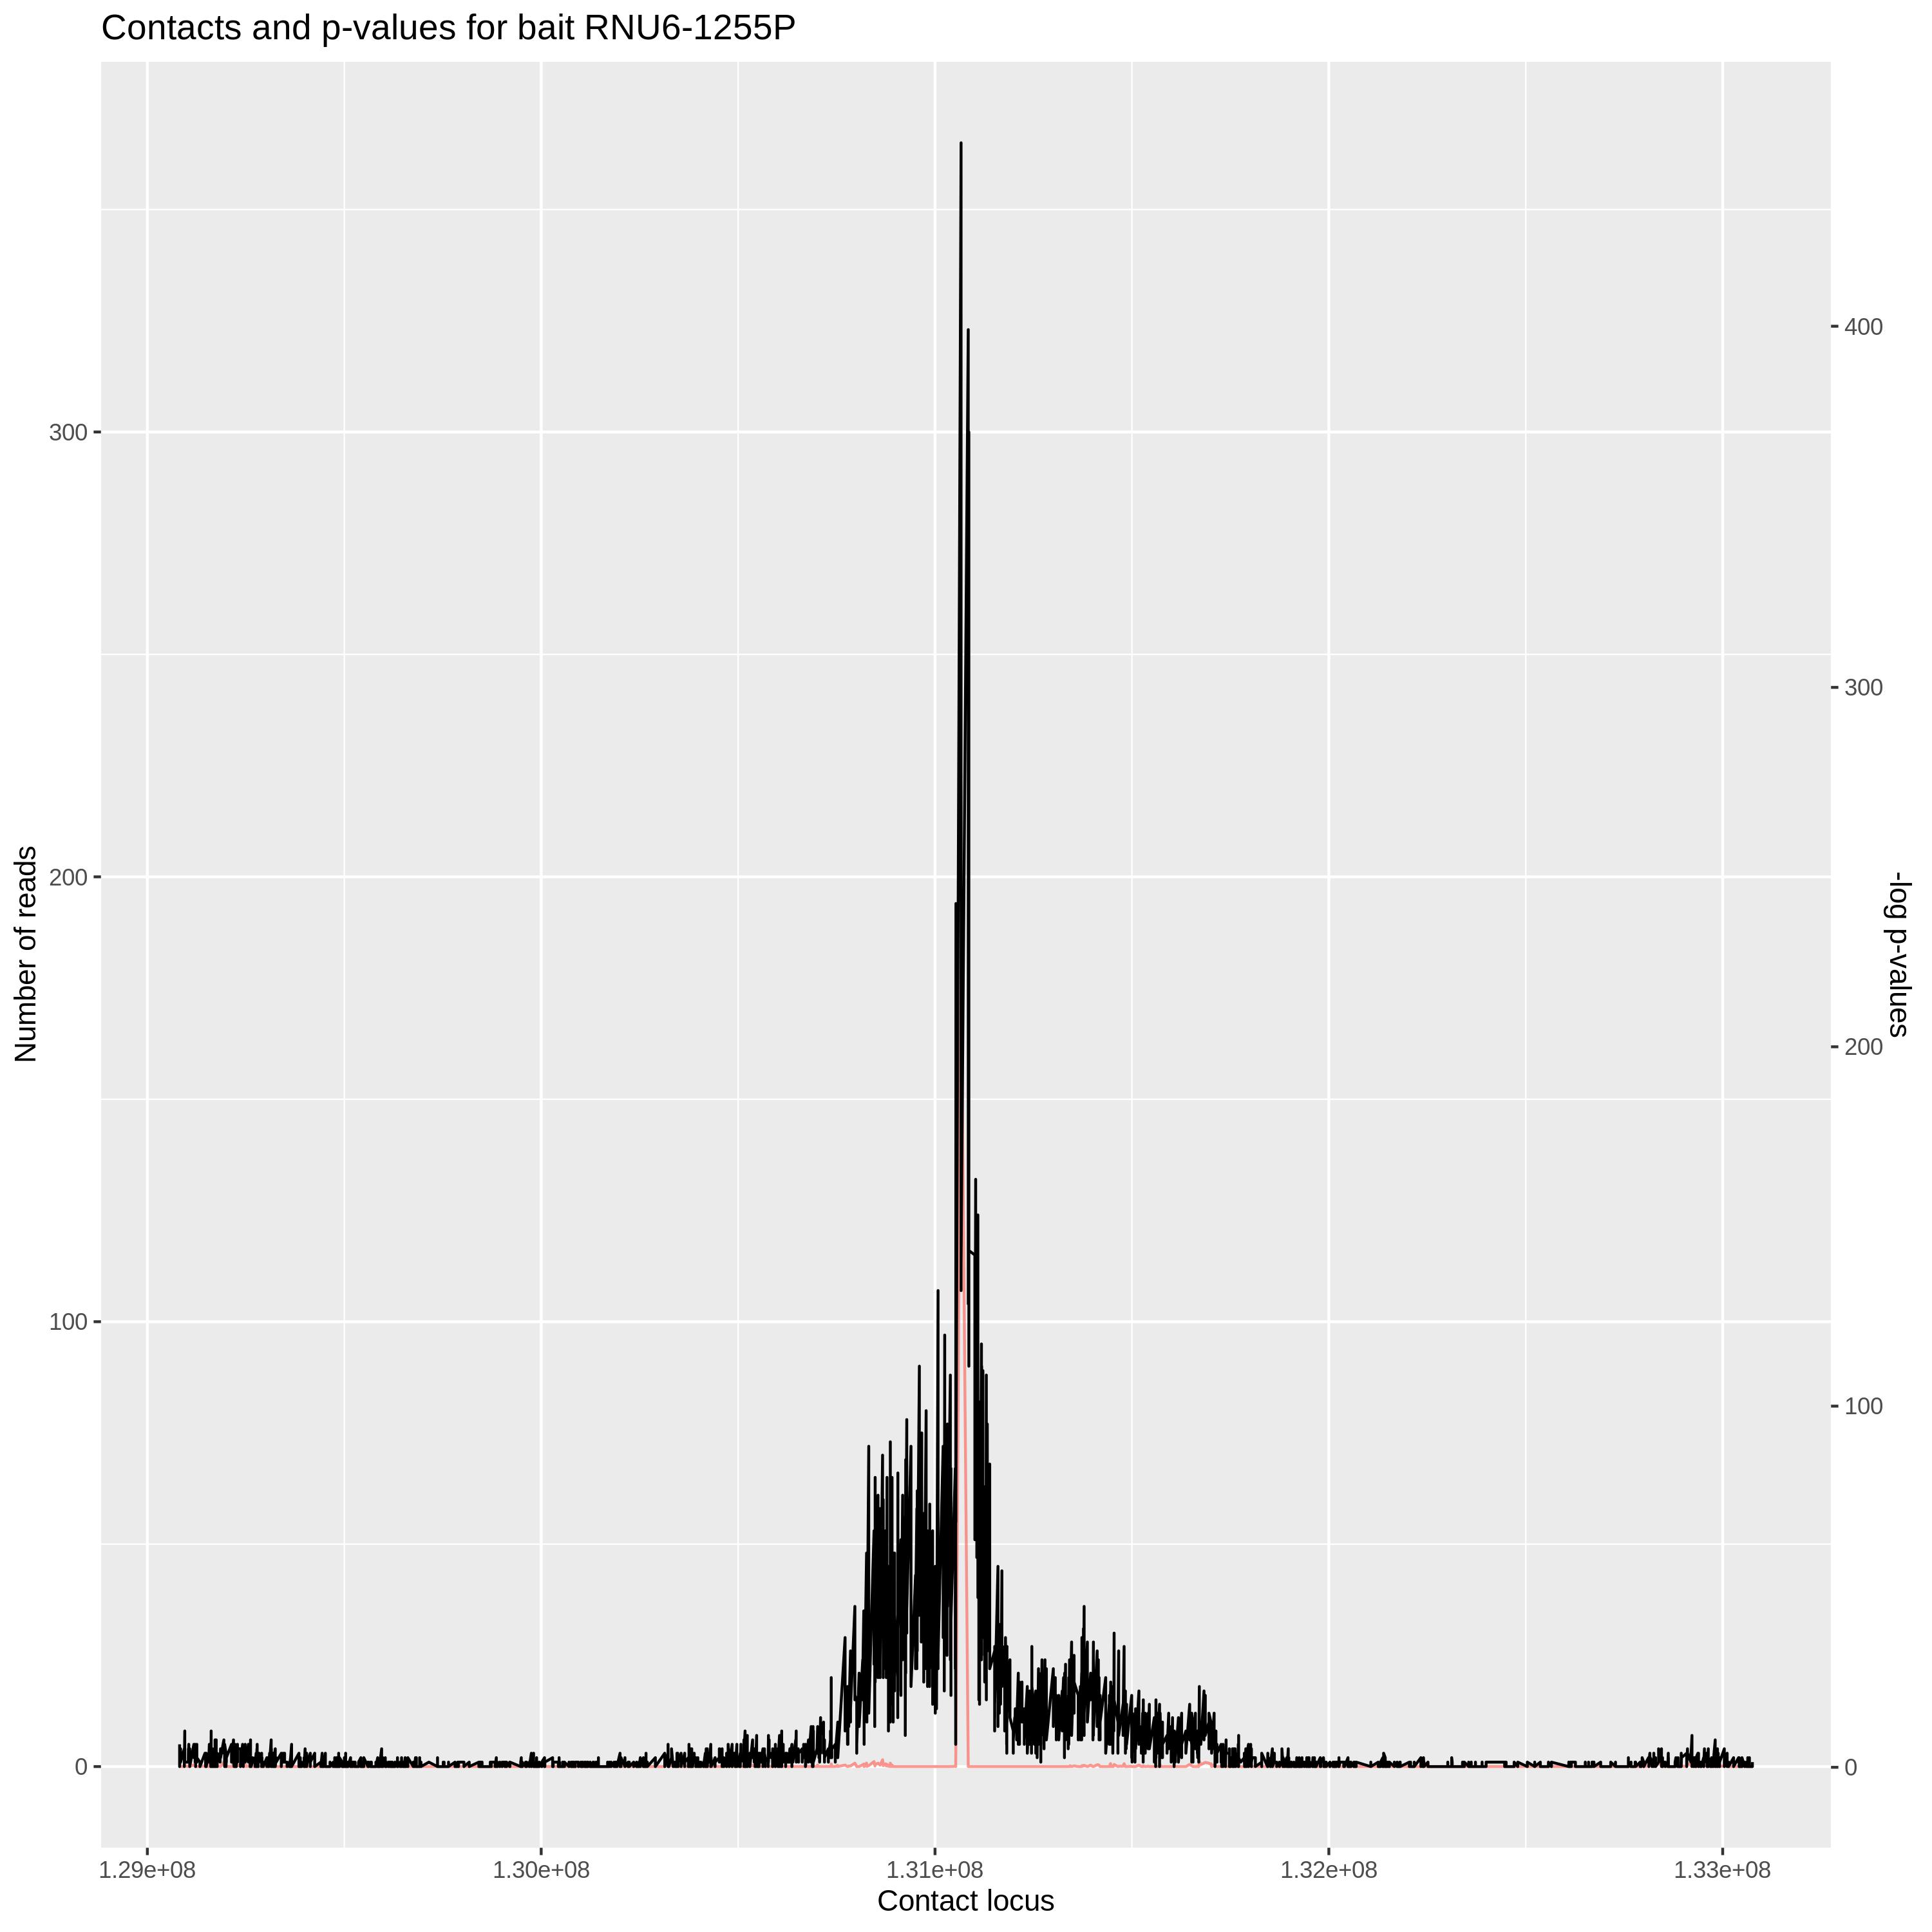 Contacts and p-values for bait RNU6-1255P
Number of reads
300
200
100
0
400
300
200
100
0
-log p-values
1.29e+08 1.30e+08 1.31e+08 1.32e+08 1.33e+08
Contact locus